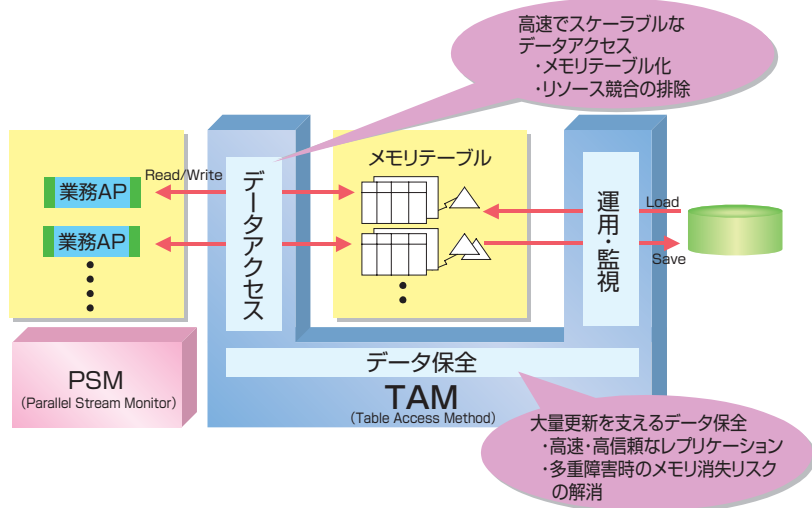 高速でスケーラブルな
データアクセス
・メモリテーブル化
・リソース競合の排除
メモリテーブル
Read/Write
業務AP
業務AP
データアクセス
運用・監視
Load
Save
データ保全
PSM
(Parallel Stream Monitor)
TAM
(Table Access Method)
大量更新を支えるデータ保全
・高速・高信頼なレプリケーション
・多重障害時のメモリ消失リスク
の解消